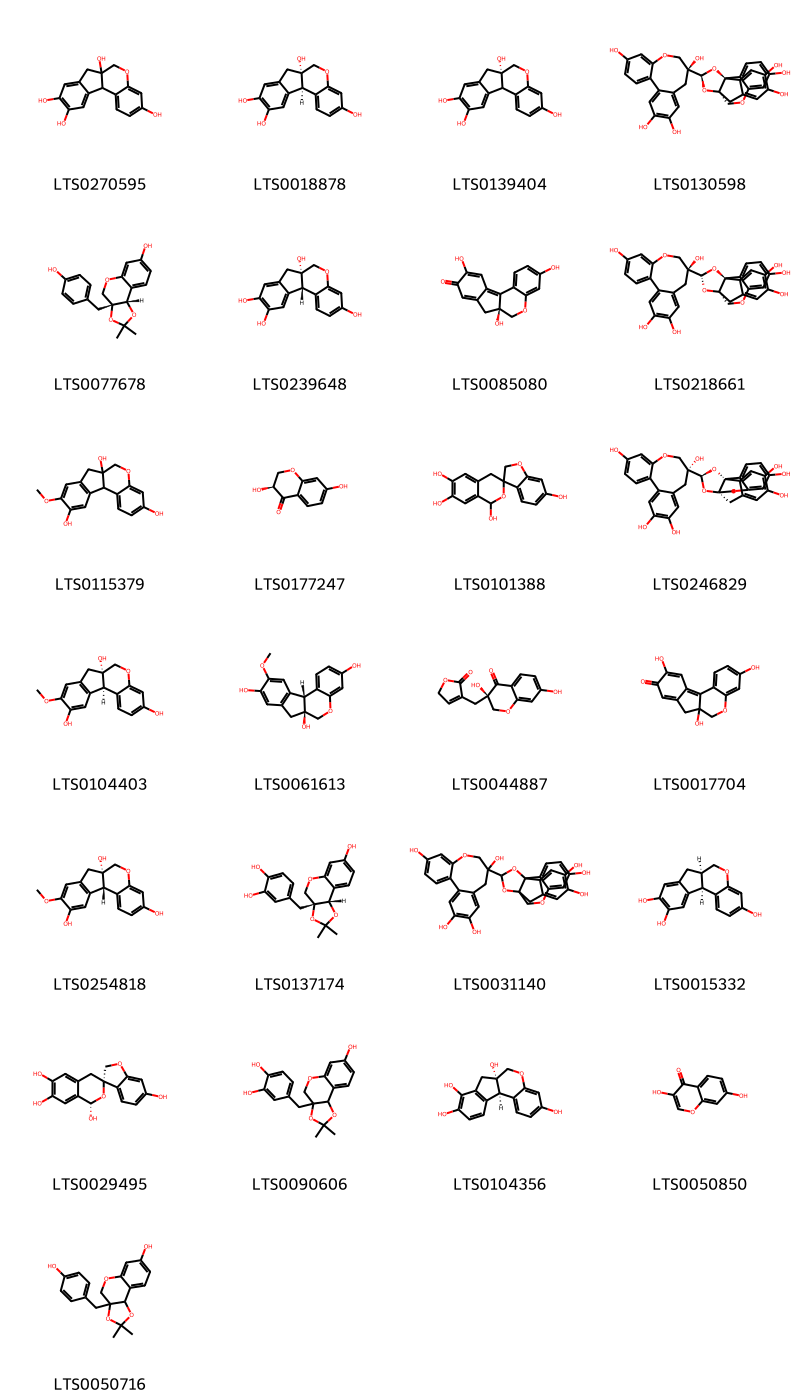 LTS0270595 LTS0018878 LTS0139404 LTS0130598
LTS0077678 LTS0239648 LTS0085080 LTS0218661
LTS0115379 LTS0177247 LTS0101388 LTS0246829
LTS0104403 LTS0061613 LTS0044887 LTS0017704
LTS0254818 LTS0137174 LTS0031140 LTS0015332
LTS0029495 LTS0090606 LTS0104356 LTS0050850
LTS0050716